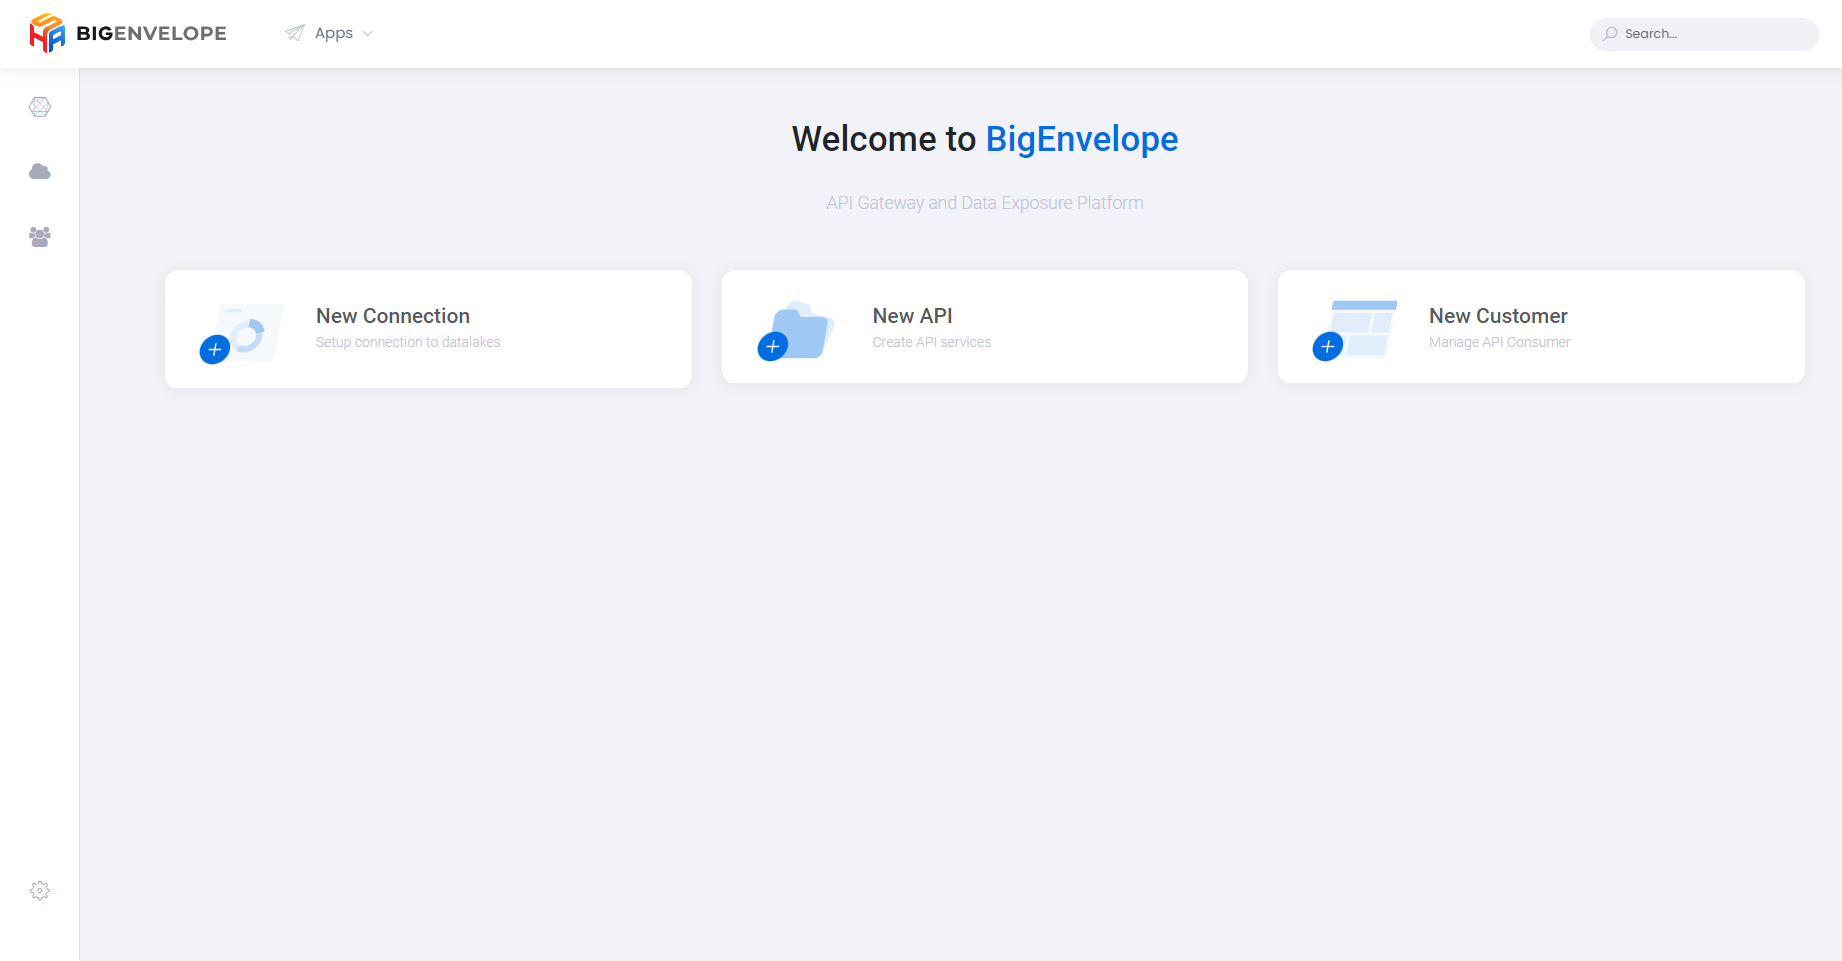 BIGENVELOPE
Apps
Search...
Welcome to BigEnvelope
API Gateway and Data Exposure Platform
New Connection
Setup connection to datalakes
New API
Create API services
New Customer
Manage API Consumer